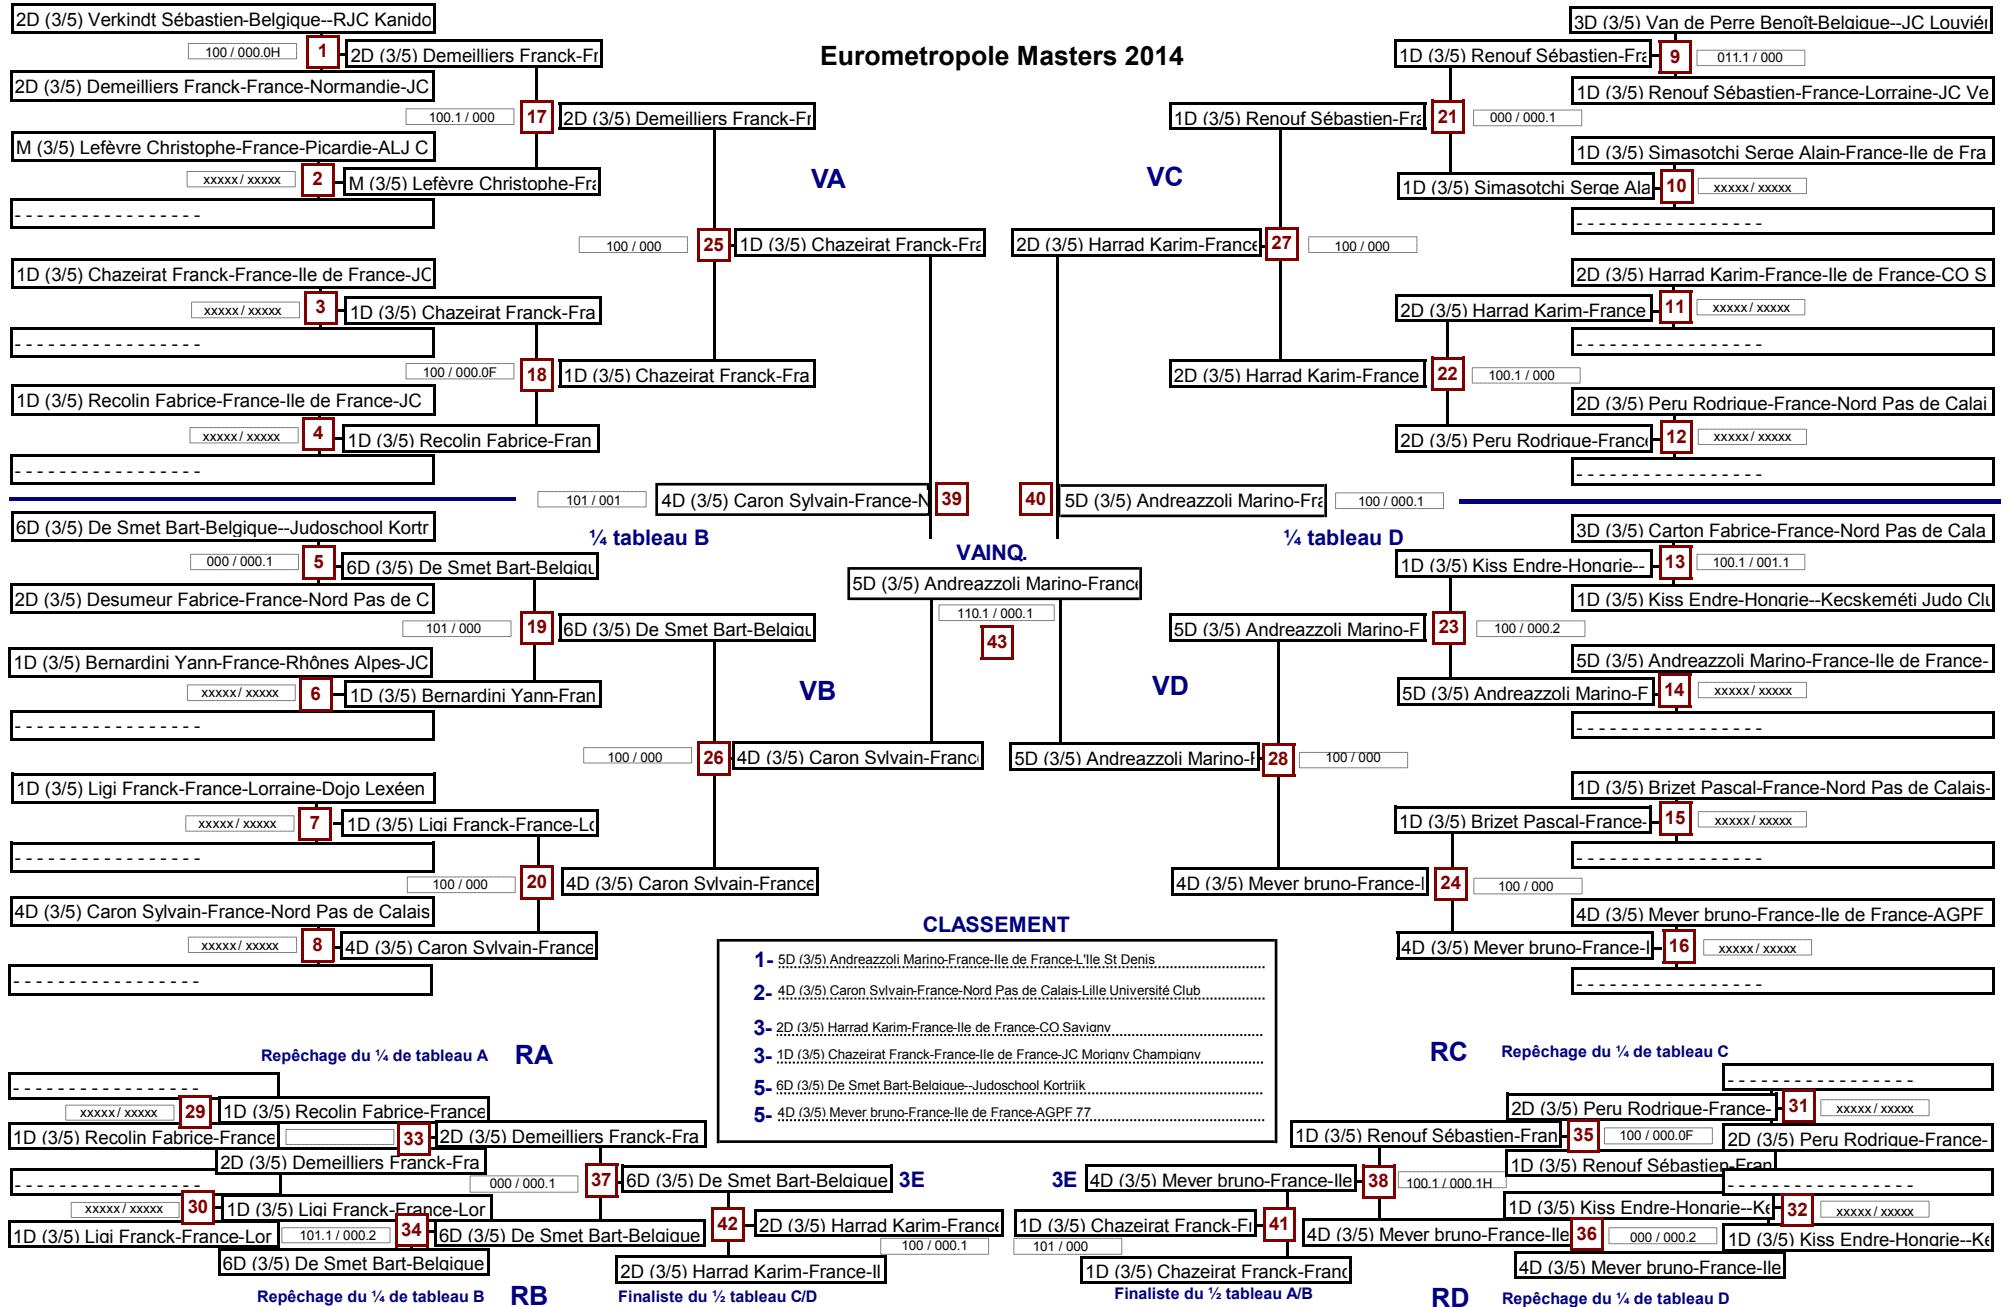 Eurometropole Masters 2014
2D (3/5) Verkindt Sébastien-Belgique--RJC Kanido
100 / 000.0H
1
2D (3/5) Demeilliers Franck-Fr
2D (3/5) Demeilliers Franck-France-Normandie-JC
100.1 / 000
17
2D (3/5) Demeilliers Franck-Fr
M (3/5) Lefèvre Christophe-France-Picardie-ALJ C
xxxxx / xxxxx
2
M (3/5) Lefèvre Christophe-Fra
- - - - - - - - - - - - - - - - -
VA
100 / 000
25
1D (3/5) Chazeirat Franck-Fra
1D (3/5) Chazeirat Franck-France-Ile de France-JC
xxxxx / xxxxx
3
1D (3/5) Chazeirat Franck-Fra
- - - - - - - - - - - - - - - - -
100 / 000.0F
18
1D (3/5) Chazeirat Franck-Fra
1D (3/5) Recolin Fabrice-France-Ile de France-JC
xxxxx / xxxxx
4
1D (3/5) Recolin Fabrice-Fran
- - - - - - - - - - - - - - - - -
101 / 001
4D (3/5) Caron Sylvain-France-N
39
¼ tableau B
6D (3/5) De Smet Bart-Belgique--Judoschool Kortr
000 / 000.1
5
6D (3/5) De Smet Bart-Belgiqu
2D (3/5) Desumeur Fabrice-France-Nord Pas de C
101 / 000
19
6D (3/5) De Smet Bart-Belgiqu
1D (3/5) Bernardini Yann-France-Rhônes Alpes-JC
xxxxx / xxxxx
6
1D (3/5) Bernardini Yann-Fran
- - - - - - - - - - - - - - - - -
VB
100 / 000
26
4D (3/5) Caron Sylvain-Franc
1D (3/5) Ligi Franck-France-Lorraine-Dojo Lexéen
xxxxx / xxxxx
7
1D (3/5) Ligi Franck-France-Lo
- - - - - - - - - - - - - - - - -
100 / 000
20
4D (3/5) Caron Sylvain-France
4D (3/5) Caron Sylvain-France-Nord Pas de Calais
xxxxx / xxxxx
8
4D (3/5) Caron Sylvain-France
- - - - - - - - - - - - - - - - -
3D (3/5) Van de Perre Benoît-Belgique--JC Louviér
1D (3/5) Renouf Sébastien-Fra
9
011.1 / 000
1D (3/5) Renouf Sébastien-France-Lorraine-JC Ve
1D (3/5) Renouf Sébastien-Fra
21
000 / 000.1
1D (3/5) Simasotchi Serge Alain-France-Ile de Fra
1D (3/5) Simasotchi Serge Ala
10
xxxxx / xxxxx
- - - - - - - - - - - - - - - - -
VC
2D (3/5) Harrad Karim-France
27
100 / 000
2D (3/5) Harrad Karim-France-Ile de France-CO S
2D (3/5) Harrad Karim-France
11
xxxxx / xxxxx
- - - - - - - - - - - - - - - - -
2D (3/5) Harrad Karim-France
22
100.1 / 000
2D (3/5) Peru Rodrigue-France-Nord Pas de Calai
2D (3/5) Peru Rodrigue-France
12
xxxxx / xxxxx
- - - - - - - - - - - - - - - - -
40
5D (3/5) Andreazzoli Marino-Fra
100 / 000.1
¼ tableau D
3D (3/5) Carton Fabrice-France-Nord Pas de Cala
1D (3/5) Kiss Endre-Hongrie--
13
100.1 / 001.1
1D (3/5) Kiss Endre-Hongrie--Kecskeméti Judo Clu
5D (3/5) Andreazzoli Marino-F
23
100 / 000.2
5D (3/5) Andreazzoli Marino-France-Ile de France-
5D (3/5) Andreazzoli Marino-F
14
xxxxx / xxxxx
- - - - - - - - - - - - - - - - -
VD
5D (3/5) Andreazzoli Marino-F
28
100 / 000
1D (3/5) Brizet Pascal-France-Nord Pas de Calais-
1D (3/5) Brizet Pascal-France-
15
xxxxx / xxxxx
- - - - - - - - - - - - - - - - -
4D (3/5) Meyer bruno-France-I
24
100 / 000
4D (3/5) Meyer bruno-France-Ile de France-AGPF
4D (3/5) Meyer bruno-France-I
16
xxxxx / xxxxx
- - - - - - - - - - - - - - - - -
VAINQ.
5D (3/5) Andreazzoli Marino-France
110.1 / 000.1
43
CLASSEMENT
1- 5D (3/5) Andreazzoli Marino-France-Ile de France-L'Ile St Denis
2- 4D (3/5) Caron Sylvain-France-Nord Pas de Calais-Lille Université Club
3- 2D (3/5) Harrad Karim-France-Ile de France-CO Savigny
3- 1D (3/5) Chazeirat Franck-France-Ile de France-JC Morigny Champigny
5- 6D (3/5) De Smet Bart-Belgique--Judoschool Kortrijk
5- 4D (3/5) Meyer bruno-France-Ile de France-AGPF 77
Repêchage du ¼ de tableau A RA
- - - - - - - - - - - - - - - - -
xxxxx / xxxxx
29
1D (3/5) Recolin Fabrice-France
1D (3/5) Recolin Fabrice-France
33
2D (3/5) Demeilliers Franck-Fra
2D (3/5) Demeilliers Franck-Fra
- - - - - - - - - - - - - - - - -
000 / 000.1
37
6D (3/5) De Smet Bart-Belgique
3E
xxxxx / xxxxx
30
1D (3/5) Ligi Franck-France-Lor
1D (3/5) Ligi Franck-France-Lor
101.1 / 000.2
34
6D (3/5) De Smet Bart-Belgique
6D (3/5) De Smet Bart-Belgique
42
2D (3/5) Harrad Karim-France
100 / 000.1
2D (3/5) Harrad Karim-France-Il
Repêchage du ¼ de tableau B RB
Finaliste du ½ tableau C/D
RC Repêchage du ¼ de tableau C
- - - - - - - - - - - - - - - - -
2D (3/5) Peru Rodrigue-France-
31
xxxxx / xxxxx
1D (3/5) Renouf Sébastien-Fran
35
100 / 000.0F
2D (3/5) Peru Rodrigue-France-
1D (3/5) Renouf Sébastien-Fran
3E
4D (3/5) Meyer bruno-France-Ile
38
100.1 / 000.1H
- - - - - - - - - - - - - - - - -
1D (3/5) Kiss Endre-Hongrie--Ke
32
xxxxx / xxxxx
1D (3/5) Chazeirat Franck-Fr
41
101 / 000
4D (3/5) Meyer bruno-France-Ile
36
000 / 000.2
1D (3/5) Kiss Endre-Hongrie--Ke
1D (3/5) Chazeirat Franck-Franc
4D (3/5) Meyer bruno-France-Ile
Finaliste du ½ tableau A/B
RD Repêchage du ¼ de tableau D